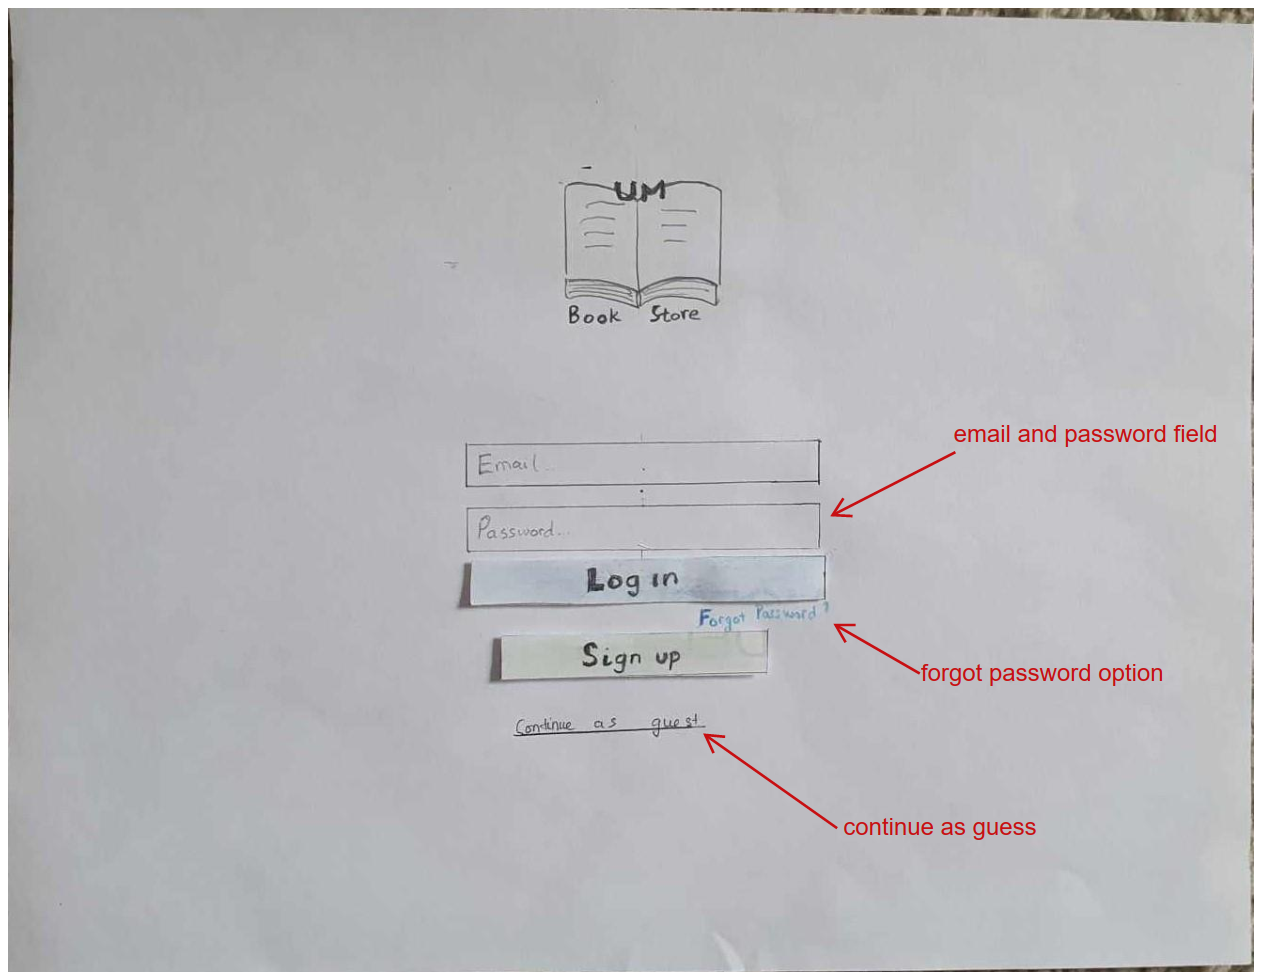 UM
Book Store
email and password field
Email..
Password...
Log in
Forgot Password?
Sign up
forgot password option
Continue as guest
continue as guess